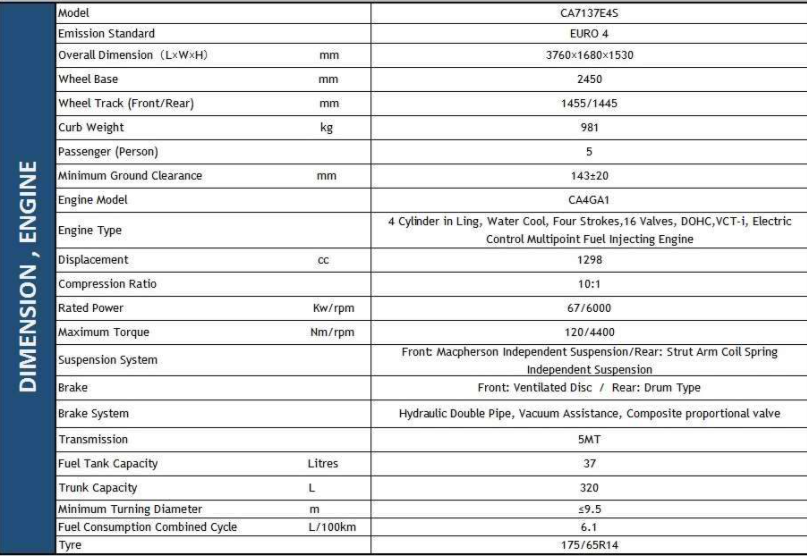 DIMENSION , ENGINE
Model CA7137E4S
Emission Standard EURO 4
Overall Dimension（L×W×H） mm 3760×1680×1530
Wheel Base mm 2450
Wheel Track (Front/Rear) mm 1455/1445
Curb Weight kg 981
Passenger (Person) 5
Minimum Ground Clearance mm 143±20
Engine Model CA4GA1
Engine Type 4 Cylinder in Ling, Water Cool, Four Strokes,16 Valves, DOHC,VCT-i, Electric
Control Multipoint Fuel Injecting Engine
Displacement cc 1298
Compression Ratio 10:1
Rated Power Kw/rpm 67/6000
Maximum Torque Nm/rpm 120/4400
Suspension System Front: Macpherson Independent Suspension/Rear: Strut Arm Coil Spring
Independent Suspension
Brake Front: Ventilated Disc / Rear: Drum Type
Brake System Hydraulic Double Pipe, Vacuum Assistance, Composite proportional valve
Transmission 5MT
Fuel Tank Capacity Litres 37
Trunk Capacity L 320
Minimum Turning Diameter m ≤9.5
Fuel Consumption Combined Cycle L/100km 6.1
Tyre 175/65R14